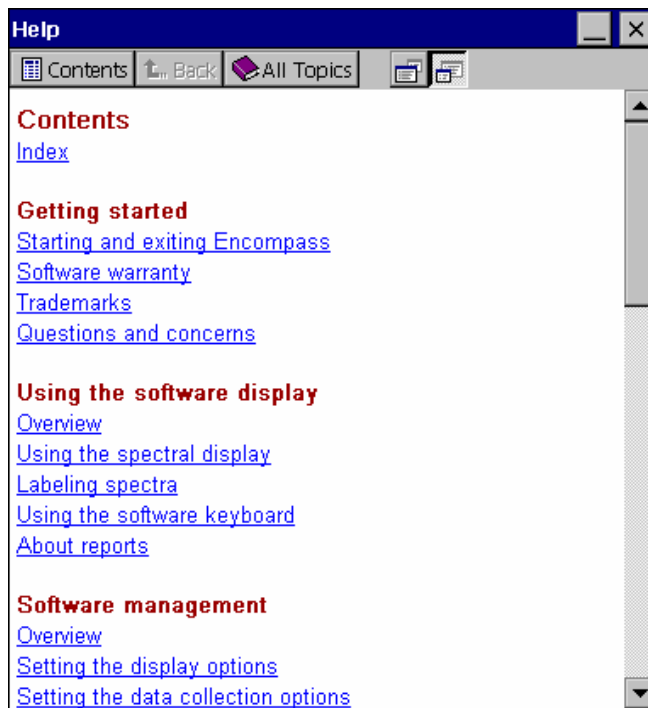 Help
Contents Back All Topics
Contents
Index
Getting started
Starting and exiting Encompass
Software warranty
Trademarks
Questions and concerns
Using the software display
Overview
Using the spectral display
Labeling spectra
Using the software keyboard
About reports
Software management
Overview
Setting the display options
Setting the data collection options